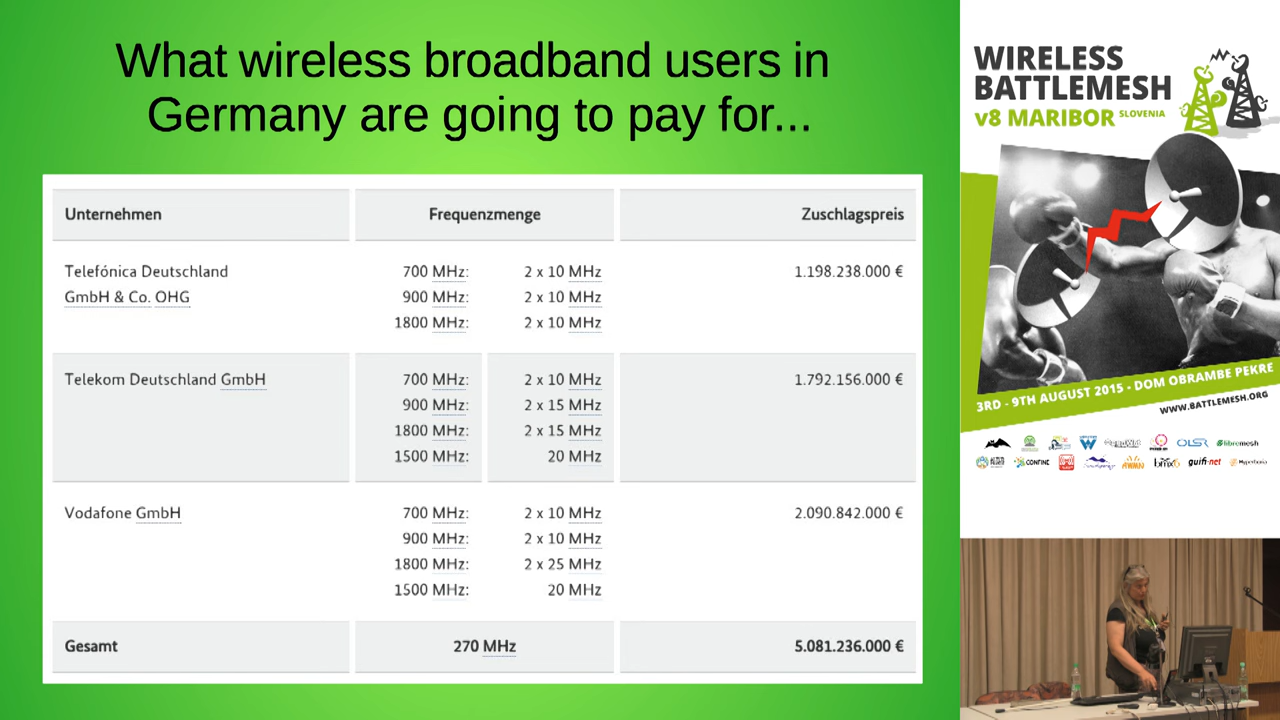 What wireless broadband users in
Germany are going to pay for...
Unternehmen Frequenzmenge Zuschlagspreis
Telefónica Deutschland 700 MHz: 2 x 10 MHz 1.198.238.000 €
GmbH & Co. OHG 900 MHz: 2 x 10 MHz
1800 MHz: 2 x 10 MHz
Telekom Deutschland GmbH 700 MHz: 2 x 10 MHz 1.792.156.000 €
900 MHz: 2 x 15 MHz
1800 MHz: 2 x 15 MHz
1500 MHz: 20 MHz
Vodafone GmbH 700 MHz: 2 x 10 MHz 2.090.842.000 €
900 MHz: 2 x 10 MHz
1800 MHz: 2 x 25 MHz
1500 MHz: 20 MHz
Gesamt 270 MHz 5.081.236.000 €
WIRELESS
BATTLEMESH
v8 MARIBOR SLOVENIA
3RD - 9TH AUGUST 2015 - DOM OBRAMBE PEKRE
WWW.BATTLEMESH.ORG
OLSR libremesh
CONFINE AWMN bmx6 guifi·net Hyperboria